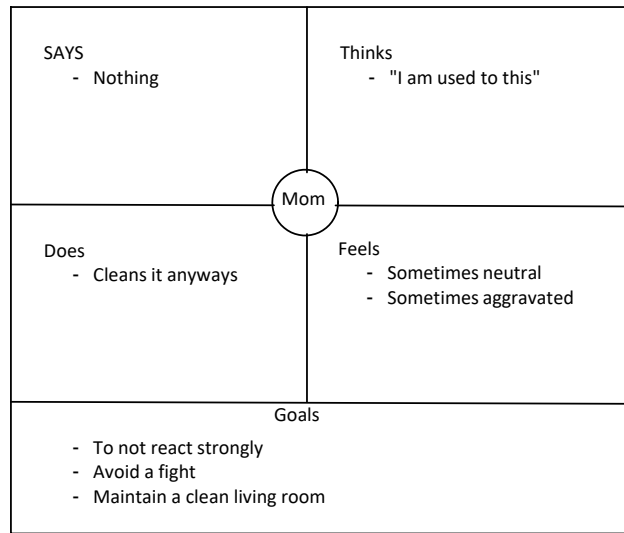 SAYS
- Nothing
Thinks
- "I am used to this"
Mom
Does
- Cleans it anyways
Feels
- Sometimes neutral
- Sometimes aggravated
Goals
- To not react strongly
- Avoid a fight
- Maintain a clean living room